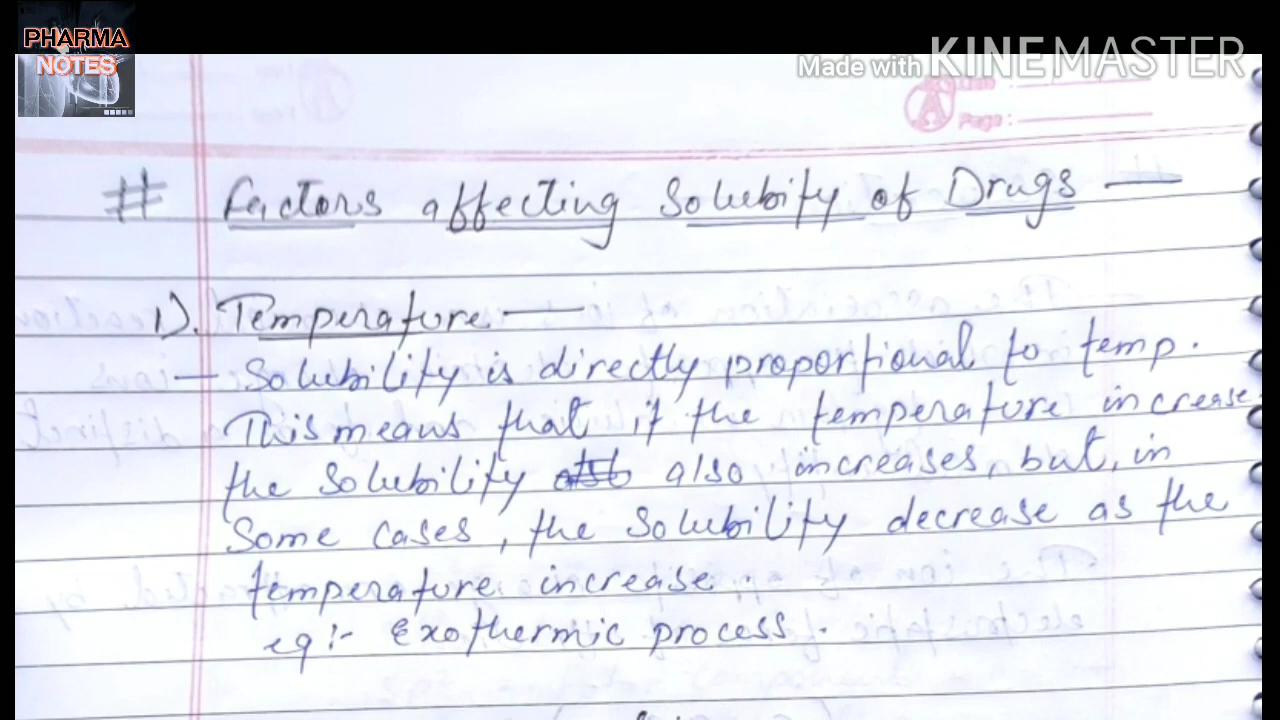 PHARMA
NOTES
Made with KINEMASTER
Page :
# Factors affecting Solubity of Drugs —
1). Temperature —
— Solubility is directly proportional to temp.
This means that if the temperature increase
the solubility also increases, but, in
Some cases, the solubility decrease as the
temperature increase.
eg :- Exothermic process.